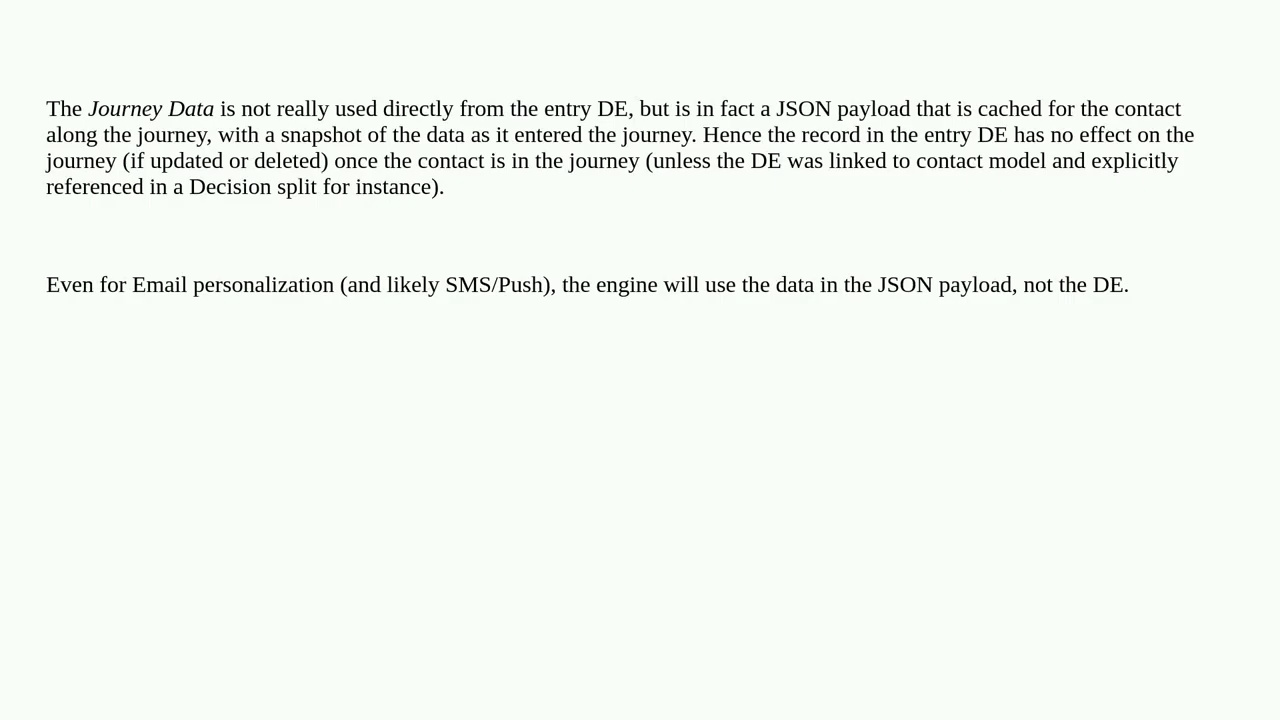 The Journey Data is not really used directly from the entry DE, but is in fact a JSON payload that is cached for the contact
along the journey, with a snapshot of the data as it entered the journey. Hence the record in the entry DE has no effect on the
journey (if updated or deleted) once the contact is in the journey (unless the DE was linked to contact model and explicitly
referenced in a Decision split for instance).
Even for Email personalization (and likely SMS/Push), the engine will use the data in the JSON payload, not the DE.